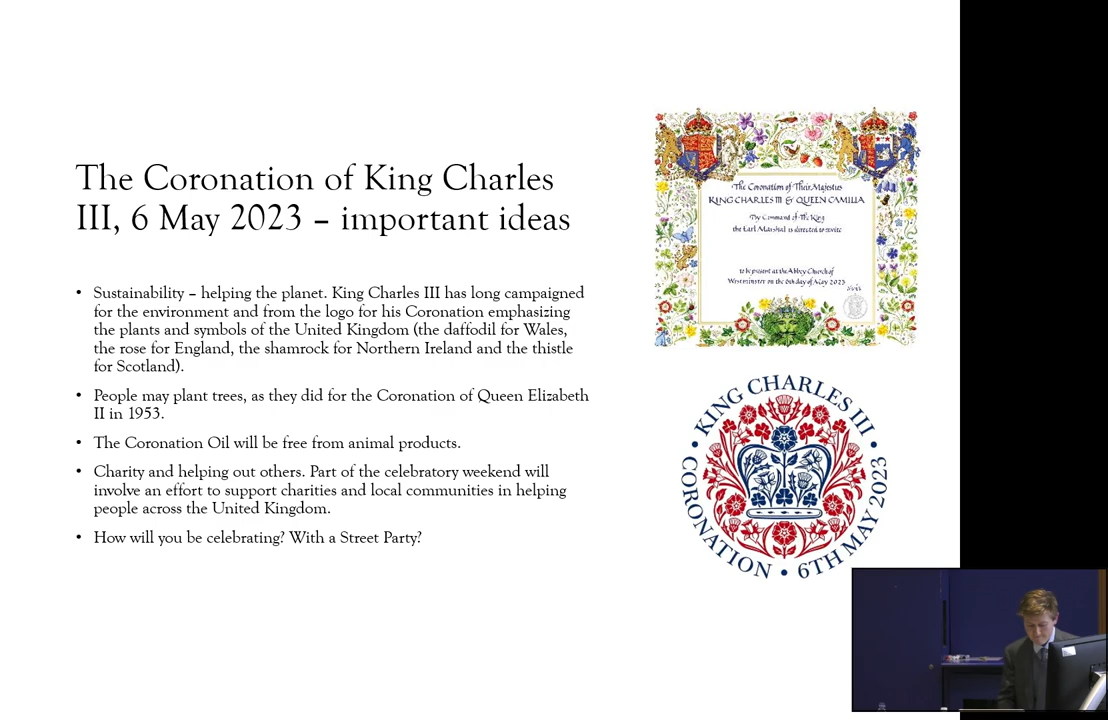 The Coronation of King Charles
III, 6 May 2023 – important ideas
• Sustainability – helping the planet. King Charles III has long campaigned
for the environment and from the logo for his Coronation emphasizing
the plants and symbols of the United Kingdom (the daffodil for Wales,
the rose for England, the shamrock for Northern Ireland and the thistle
for Scotland).
• People may plant trees, as they did for the Coronation of Queen Elizabeth
II in 1953.
• The Coronation Oil will be free from animal products.
• Charity and helping out others. Part of the celebratory weekend will
involve an effort to support charities and local communities in helping
people across the United Kingdom.
• How will you be celebrating? With a Street Party?
The Coronation of Their Majesties
KING CHARLES III & QUEEN CAMILLA
By Command of The King
the Earl Marshal is directed to invite
to be present at the Abbey Church of
Westminster on the 6th day of May 2023
KING CHARLES III •
CORONATION • 6TH MAY 2023 •